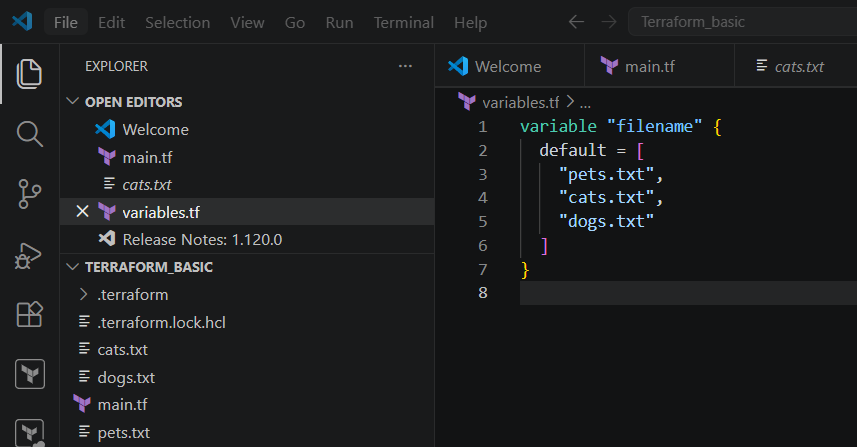 File Edit Selection View Go Run Terminal Help Terraform_basic
EXPLORER ...
OPEN EDITORS
Welcome
main.tf
cats.txt
variables.tf
Release Notes: 1.120.0
TERRAFORM_BASIC
.terraform
.terraform.lock.hcl
cats.txt
dogs.txt
main.tf
pets.txt
Welcome main.tf cats.txt
variables.tf > ...
1 variable "filename" {
2 default = [
3 "pets.txt",
4 "cats.txt",
5 "dogs.txt"
6 ]
7 }
8